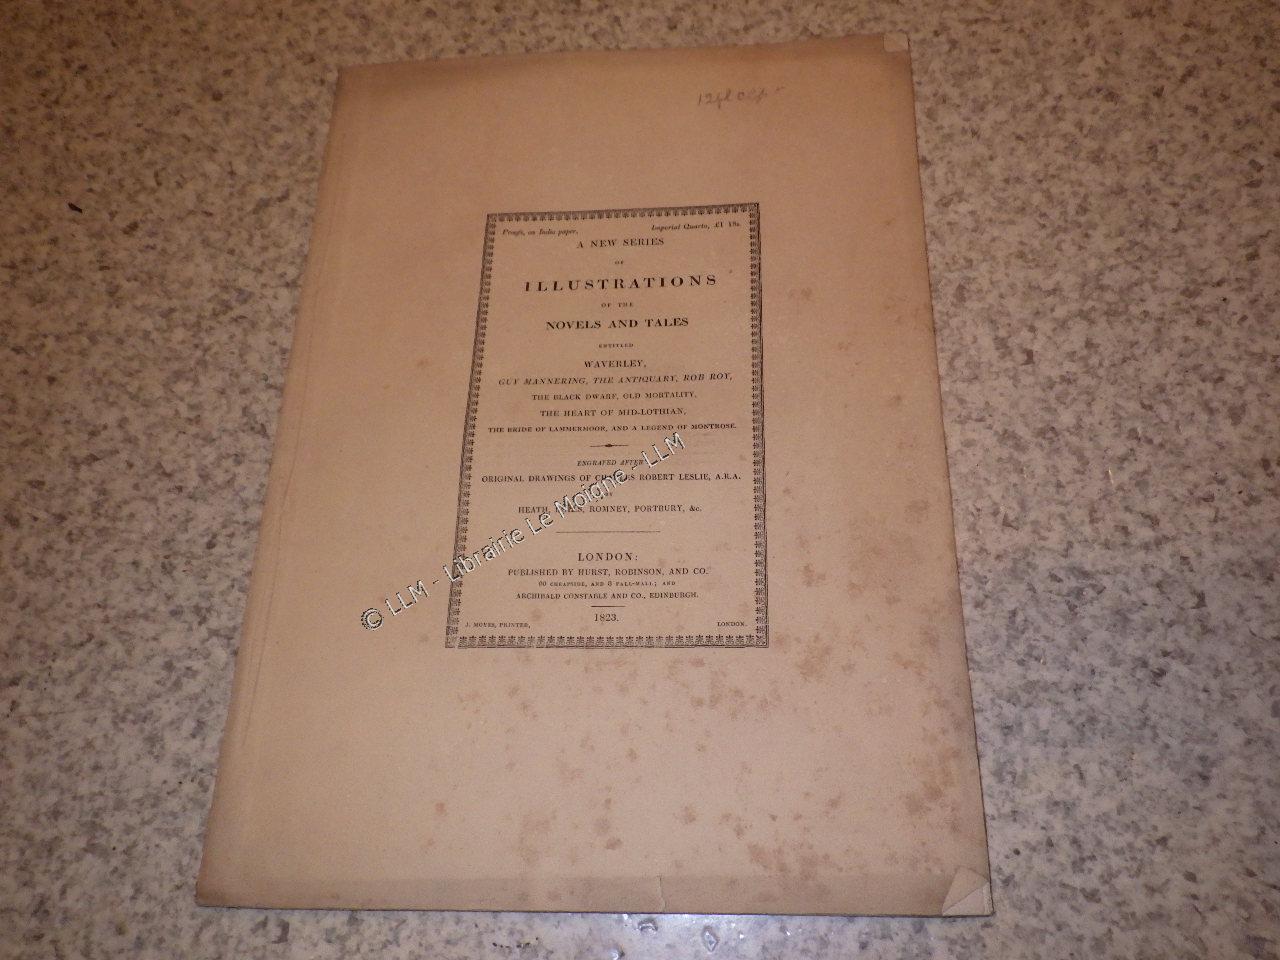 Proofs, on India paper. Imperial Quarto, £1 18s.
A NEW SERIES
OF
ILLUSTRATIONS
OF THE
NOVELS AND TALES
ENTITLED
WAVERLEY,
GUY MANNERING, THE ANTIQUARY, ROB ROY,
THE BLACK DWARF, OLD MORTALITY,
THE HEART OF MID-LOTHIAN,
THE BRIDE OF LAMMERMOOR, AND A LEGEND OF MONTROSE.
ENGRAVED AFTER
ORIGINAL DRAWINGS OF CHARLES ROBERT LESLIE, A.R.A.
HEATH, ROMNEY, PORTBURY, &c.
LONDON:
PUBLISHED BY HURST, ROBINSON, AND CO.
90 CHEAPSIDE, AND 8 PALL-MALL; AND
ARCHIBALD CONSTABLE AND CO., EDINBURGH.
1823.
J. MOYES, PRINTER, LONDON.
© LLM - Librairie Le Moigne - LLM